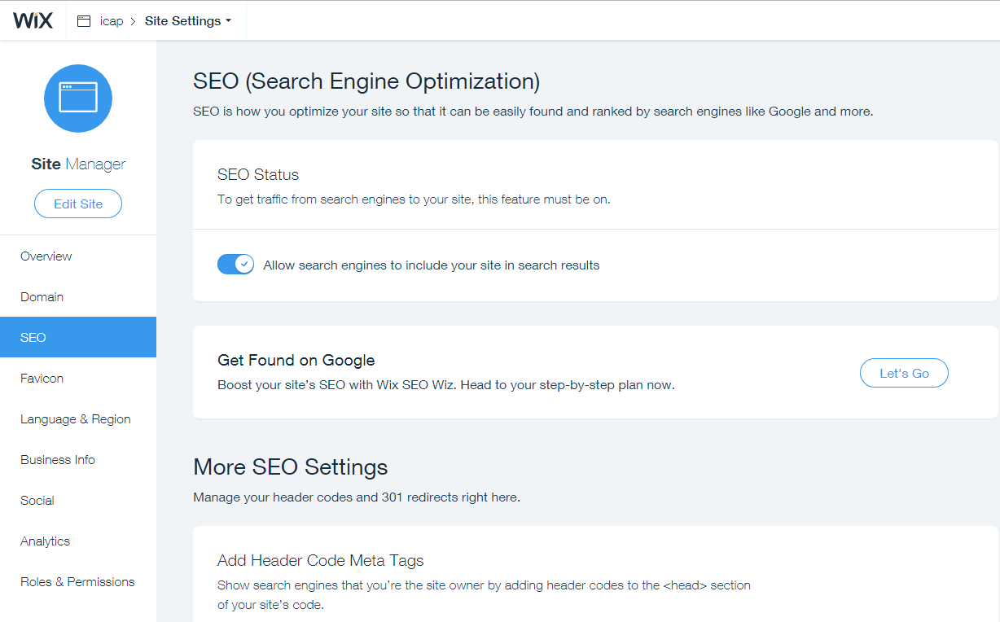 WiX
icap > Site Settings
Site Manager
Edit Site
Overview
Domain
SEO
Favicon
Language & Region
Business Info
Social
Analytics
Roles & Permissions
SEO (Search Engine Optimization)
SEO is how you optimize your site so that it can be easily found and ranked by search engines like Google and more.
SEO Status
To get traffic from search engines to your site, this feature must be on.
Allow search engines to include your site in search results
Get Found on Google
Boost your site’s SEO with Wix SEO Wiz. Head to your step-by-step plan now.
Let's Go
More SEO Settings
Manage your header codes and 301 redirects right here.
Add Header Code Meta Tags
Show search engines that you’re the site owner by adding header codes to the <head> section
of your site’s code.